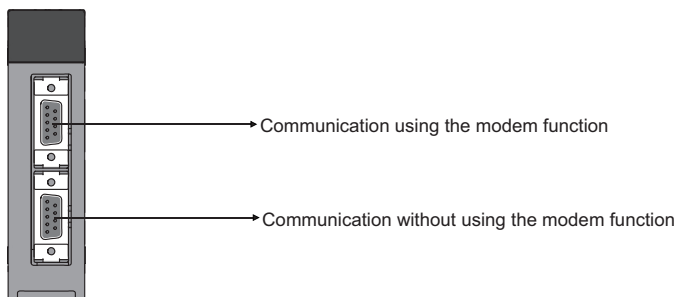 Communication using the modem function
Communication without using the modem function